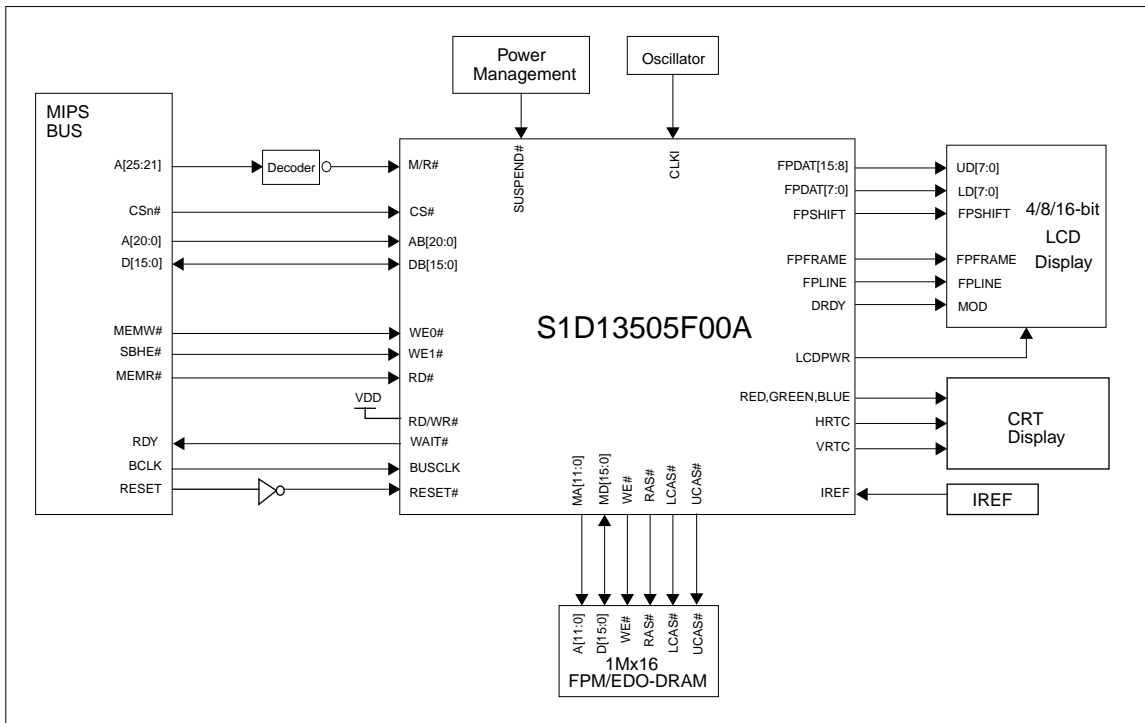 Power
Management
Oscillator
MIPS
BUS
A[25:21]
Decoder
M/R#
CSn#
CS#
A[20:0]
AB[20:0]
D[15:0]
DB[15:0]
MEMW#
WE0#
SBHE#
WE1#
MEMR#
RD#
VDD
RD/WR#
RDY
WAIT#
BCLK
BUSCLK
RESET
RESET#
SUSPEND#
CLKI
S1D13505F00A
FPDAT[15:8]
UD[7:0]
FPDAT[7:0]
LD[7:0]
FPSHIFT
FPSHIFT
4/8/16-bit
LCD
Display
FPFRAME
FPFRAME
FPLINE
FPLINE
DRDY
MOD
LCDPWR
RED,GREEN,BLUE
HRTC
VRTC
CRT
Display
IREF
IREF
MA[11:0]
MD[15:0]
WE#
RAS#
LCAS#
UCAS#
A[11:0]
D[15:0]
WE#
RAS#
LCAS#
UCAS#
1Mx16
FPM/EDO-DRAM